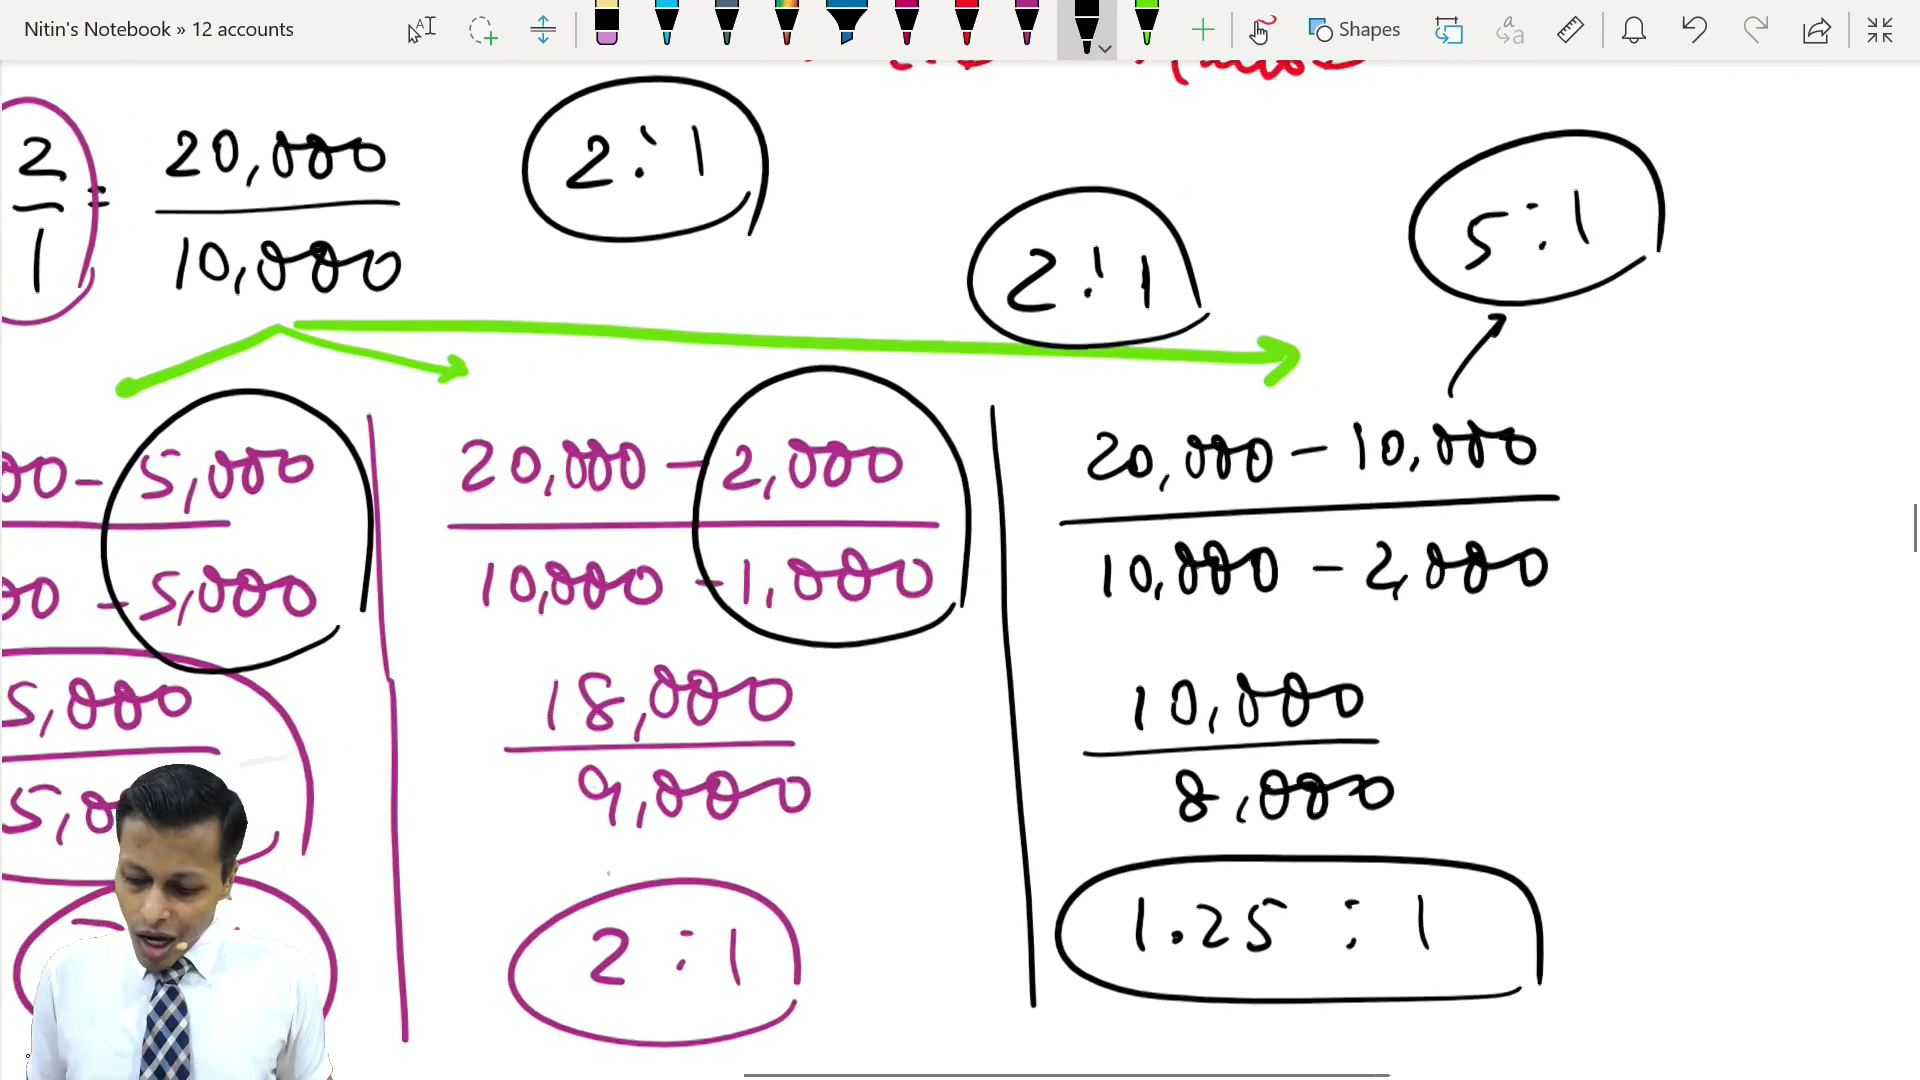 Nitin's Notebook » 12 accounts
Shapes
2/1 = 20,000/10,000
2:1
2:1
5:1
00 - 5,000
00 - 5,000
5,000
20,000 - 2,000
10,000 - 1,000
18,000
9,000
2 : 1
20,000 - 10,000
10,000 - 2,000
10,000
8,000
1.25 : 1